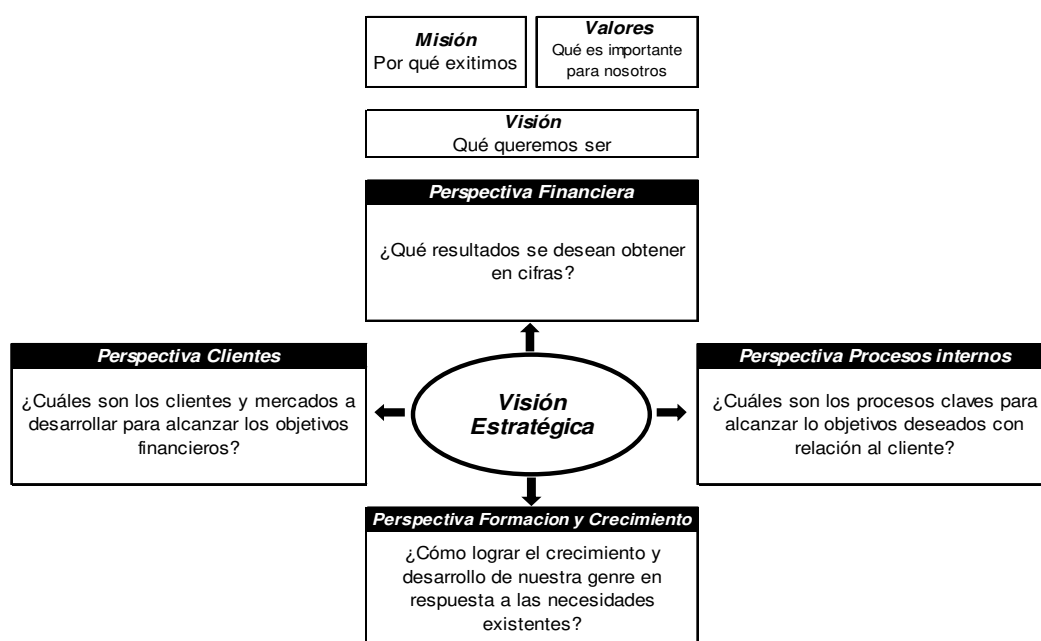 Misión
Por qué exitimos
Valores
Qué es importante
para nosotros
Visión
Qué queremos ser
Perspectiva Financiera
¿Qué resultados se desean obtener
en cifras?
Perspectiva Clientes
¿Cuáles son los clientes y mercados a
desarrollar para alcanzar los objetivos
financieros?
Visión
Estratégica
Perspectiva Procesos internos
¿Cuáles son los procesos claves para
alcanzar lo objetivos deseados con
relación al cliente?
Perspectiva Formacion y Crecimiento
¿Cómo lograr el crecimiento y
desarrollo de nuestra genre en
respuesta a las necesidades
existentes?